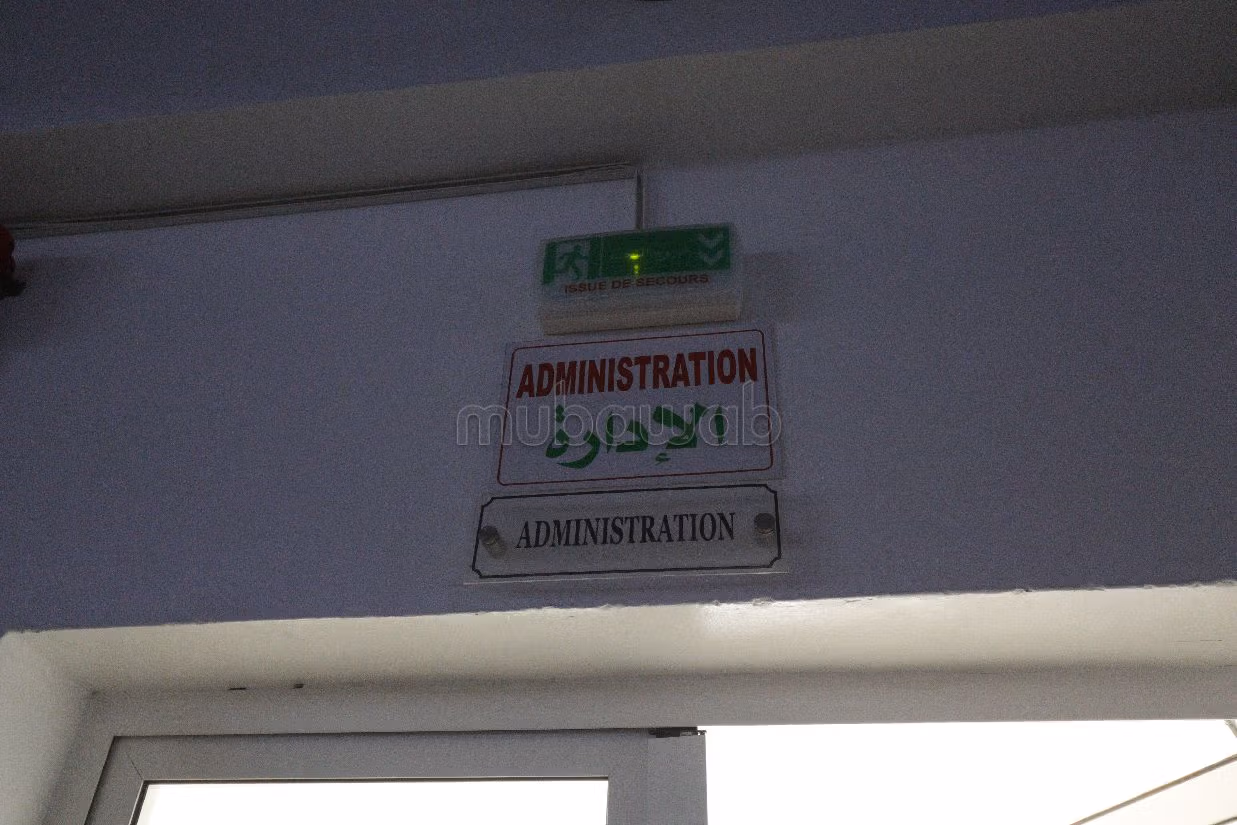 ISSUE DE SECOURS
ADMINISTRATION
الإدارة
mubawab
ADMINISTRATION